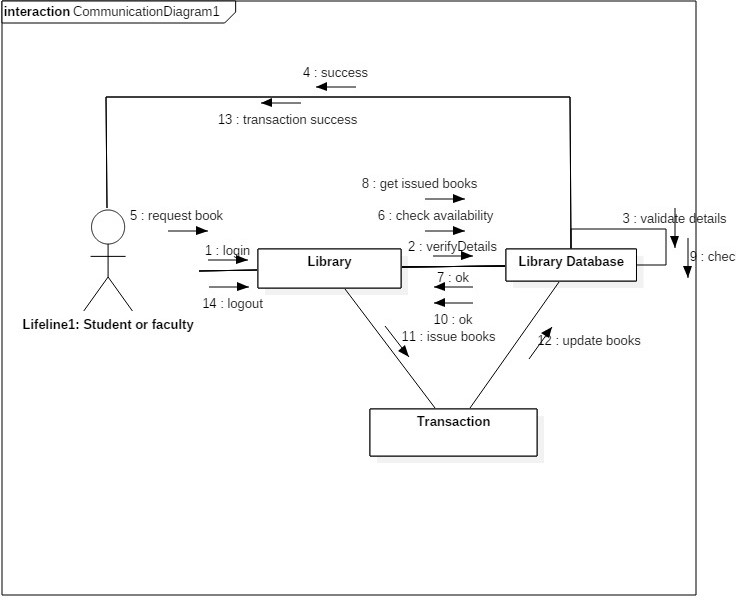 interaction CommunicationDiagram1
4 : success
13 : transaction success
8 : get issued books
5 : request book
6 : check availability
3 : validate details
1 : login
2 : verifyDetails
9 : chec
Library
Library Database
7 : ok
14 : logout
10 : ok
Lifeline1: Student or faculty
11 : issue books
12 : update books
Transaction